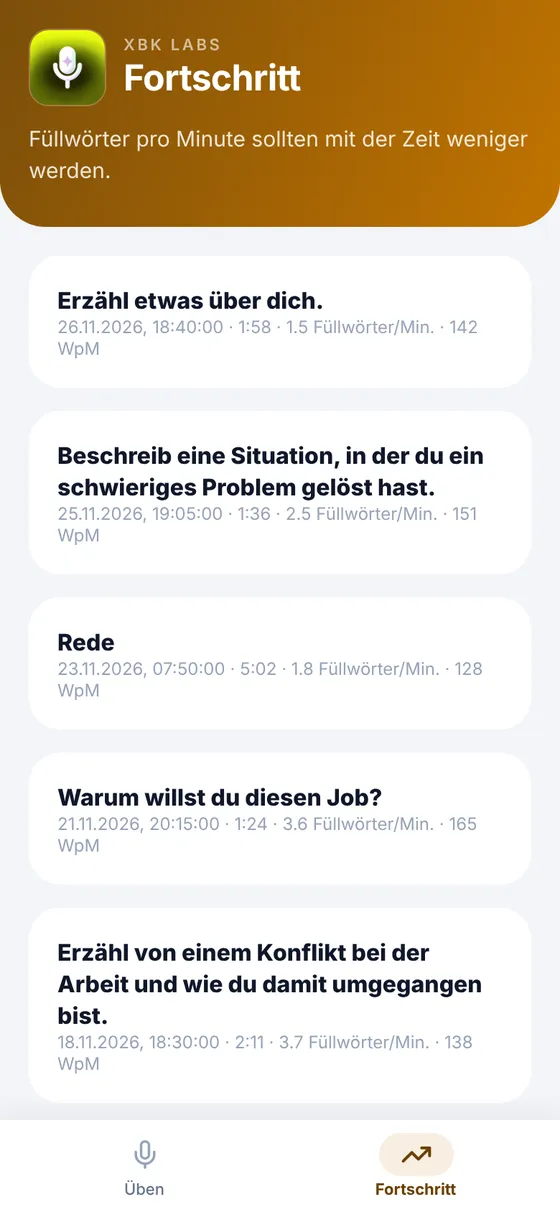 XBK LABS
Fortschritt
Füllwörter pro Minute sollten mit der Zeit weniger
werden.
Erzähl etwas über dich.
26.11.2026, 18:40:00 · 1:58 · 1.5 Füllwörter/Min. · 142
WpM
Beschreib eine Situation, in der du ein
schwieriges Problem gelöst hast.
25.11.2026, 19:05:00 · 1:36 · 2.5 Füllwörter/Min. · 151
WpM
Rede
23.11.2026, 07:50:00 · 5:02 · 1.8 Füllwörter/Min. · 128
WpM
Warum willst du diesen Job?
21.11.2026, 20:15:00 · 1:24 · 3.6 Füllwörter/Min. · 165
WpM
Erzähl von einem Konflikt bei der
Arbeit und wie du damit umgegangen
bist.
18.11.2026, 18:30:00 · 2:11 · 3.7 Füllwörter/Min. · 138
WpM
Üben
Fortschritt